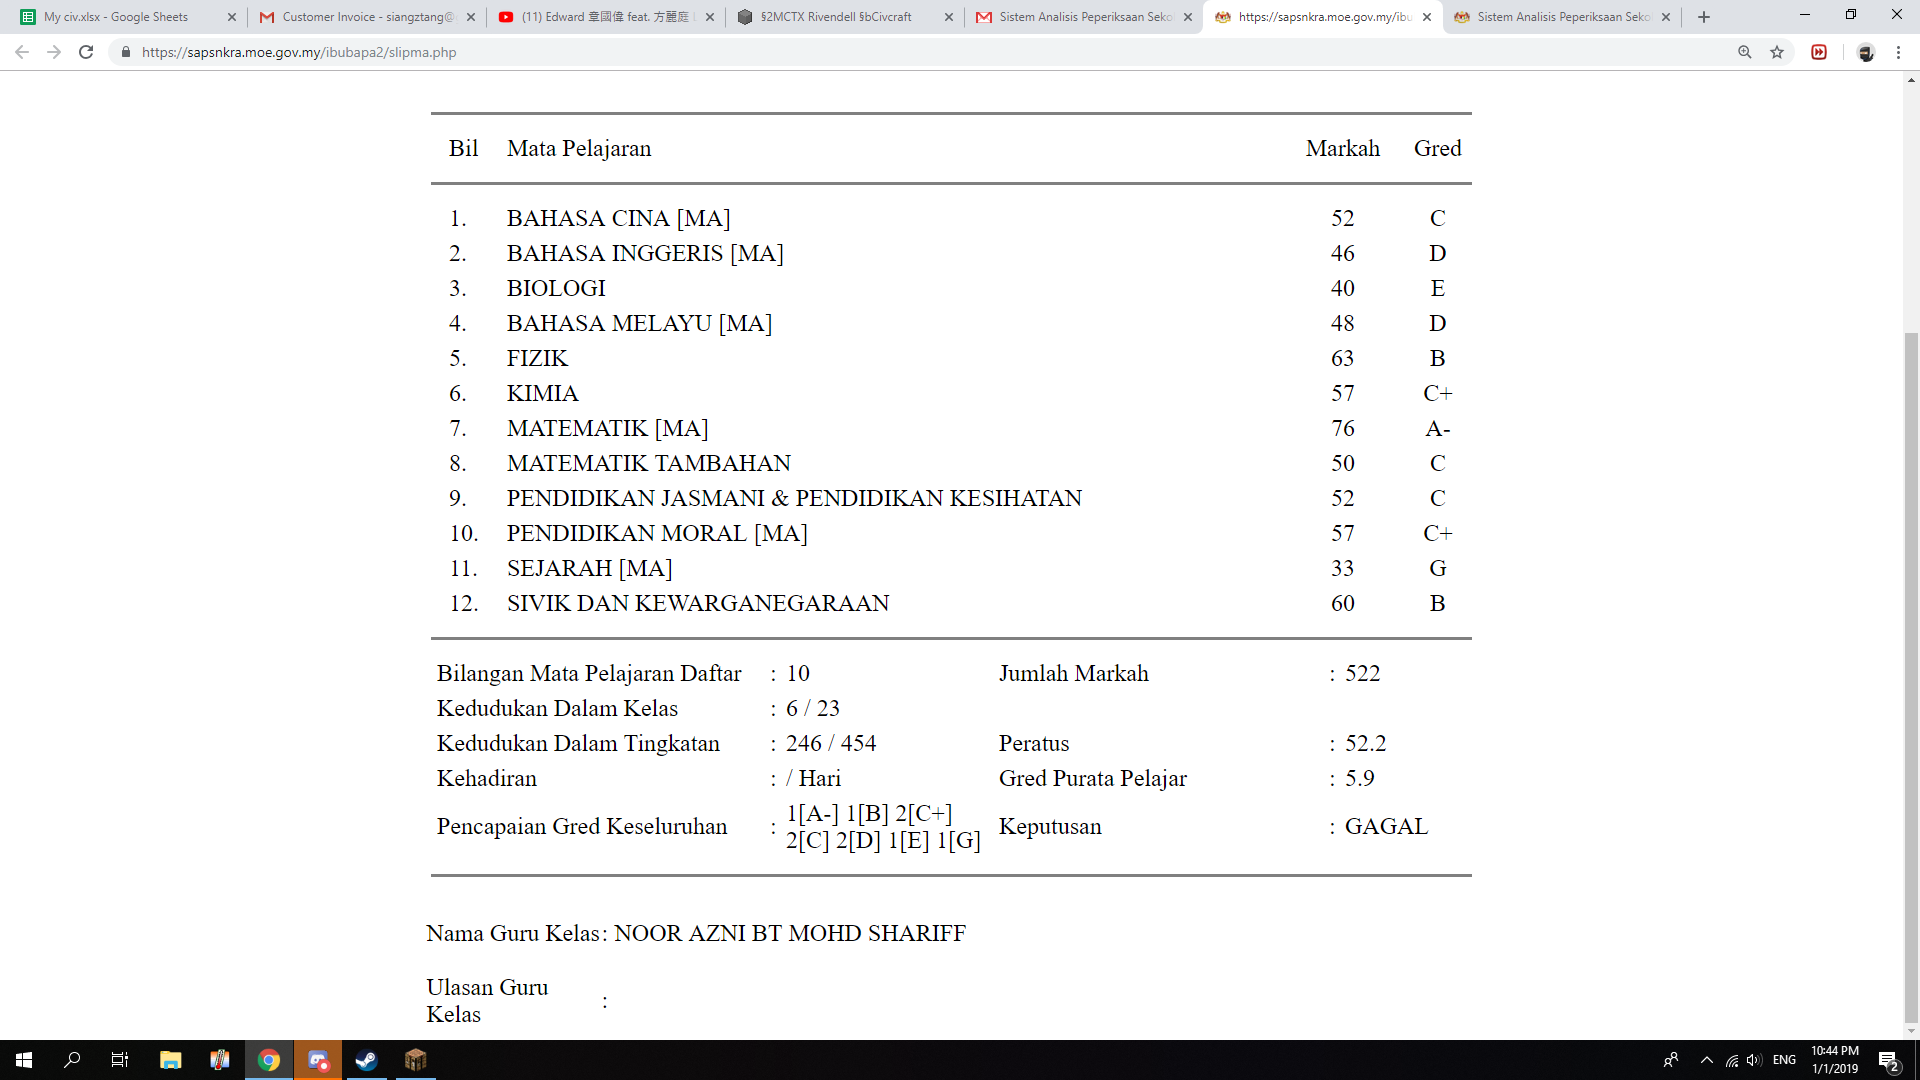 My civ.xlsx - Google Sheets
Customer Invoice - siangztang@
(11) Edward 章國偉 feat. 方麗庭
§2MCTX Rivendell §bCivcraft
Sistem Analisis Peperiksaan Seko
https://sapsnkra.moe.gov.my/ibu
Sistem Analisis Peperiksaan Seko
https://sapsnkra.moe.gov.my/ibubapa2/slipma.php
Bil Mata Pelajaran Markah Gred
1. BAHASA CINA [MA] 52 C
2. BAHASA INGGERIS [MA] 46 D
3. BIOLOGI 40 E
4. BAHASA MELAYU [MA] 48 D
5. FIZIK 63 B
6. KIMIA 57 C+
7. MATEMATIK [MA] 76 A-
8. MATEMATIK TAMBAHAN 50 C
9. PENDIDIKAN JASMANI & PENDIDIKAN KESIHATAN 52 C
10. PENDIDIKAN MORAL [MA] 57 C+
11. SEJARAH [MA] 33 G
12. SIVIK DAN KEWARGANEGARAAN 60 B
Bilangan Mata Pelajaran Daftar : 10 Jumlah Markah : 522
Kedudukan Dalam Kelas : 6 / 23
Kedudukan Dalam Tingkatan : 246 / 454 Peratus : 52.2
Kehadiran : / Hari Gred Purata Pelajar : 5.9
Pencapaian Gred Keseluruhan : 1[A-] 1[B] 2[C+]
2[C] 2[D] 1[E] 1[G] Keputusan : GAGAL
Nama Guru Kelas : NOOR AZNI BT MOHD SHARIFF
Ulasan Guru
Kelas :
ENG
10:44 PM
1/1/2019
2